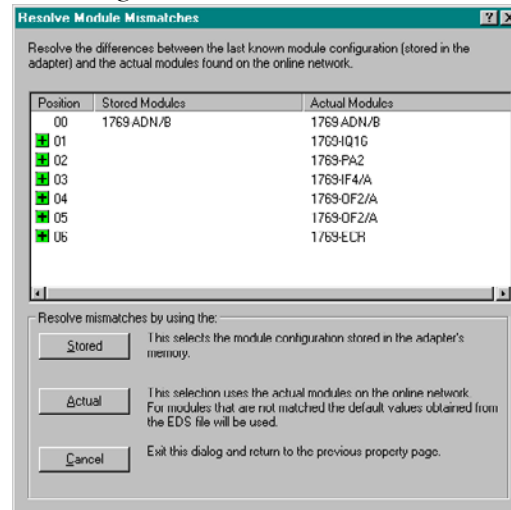 Resolve Module Mismatches
Resolve the differences between the last known module configuration (stored in the
adapter) and the actual modules found on the online network.
Position Stored Modules Actual Modules
00 1769-ADN/B 1769-ADN/B
01 1769-IQ16
02 1769-PA2
03 1769-IF4/A
04 1769-OF2/A
05 1769-OF2/A
06 1769-ECR
Resolve mismatches by using the:
Stored
This selects the module configuration stored in the adapter's
memory.
Actual
This selection uses the actual modules on the online network.
For modules that are not matched the default values obtained from
the EDS file will be used.
Cancel
Exit this dialog and return to the previous property page.